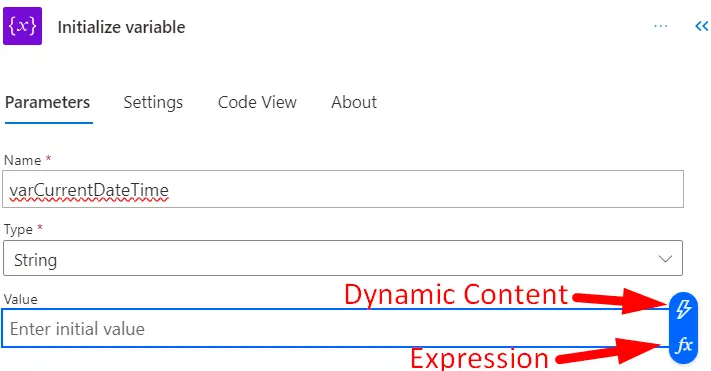 {x} Initialize variable ... «
Parameters Settings Code View About
Name *
varCurrentDateTime
Type *
String
Value
Dynamic Content
Enter initial value
fx
Expression